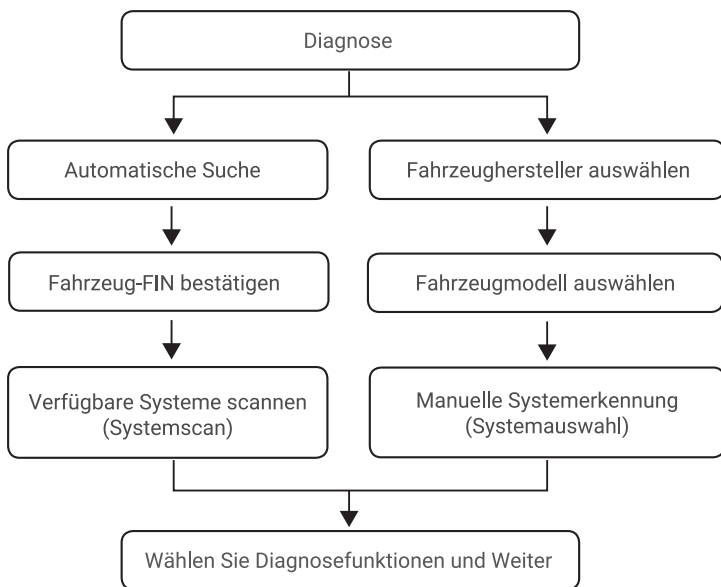 Diagnose
Automatische Suche
Fahrzeug-FIN bestätigen
Verfügbare Systeme scannen
(Systemscan)
Fahrzeughersteller auswählen
Fahrzeugmodell auswählen
Manuelle Systemerkennung
(Systemauswahl)
Wählen Sie Diagnosefunktionen und Weiter